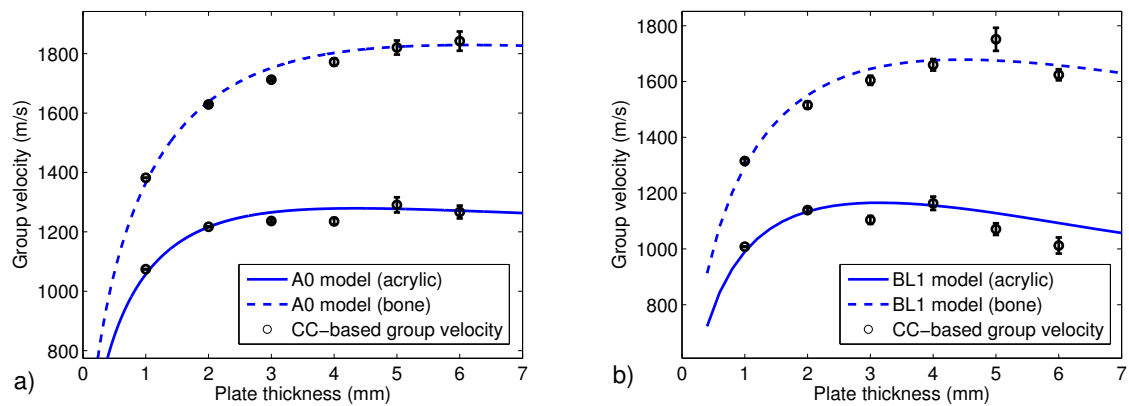 1800
1600
1400
1200
1000
800
0 1 2 3 4 5 6 7
Group velocity (m/s)
Plate thickness (mm)
A0 model (acrylic)
A0 model (bone)
CC−based group velocity
a)
1800
1600
1400
1200
1000
800
0 1 2 3 4 5 6 7
Group velocity (m/s)
Plate thickness (mm)
BL1 model (acrylic)
BL1 model (bone)
CC−based group velocity
b)